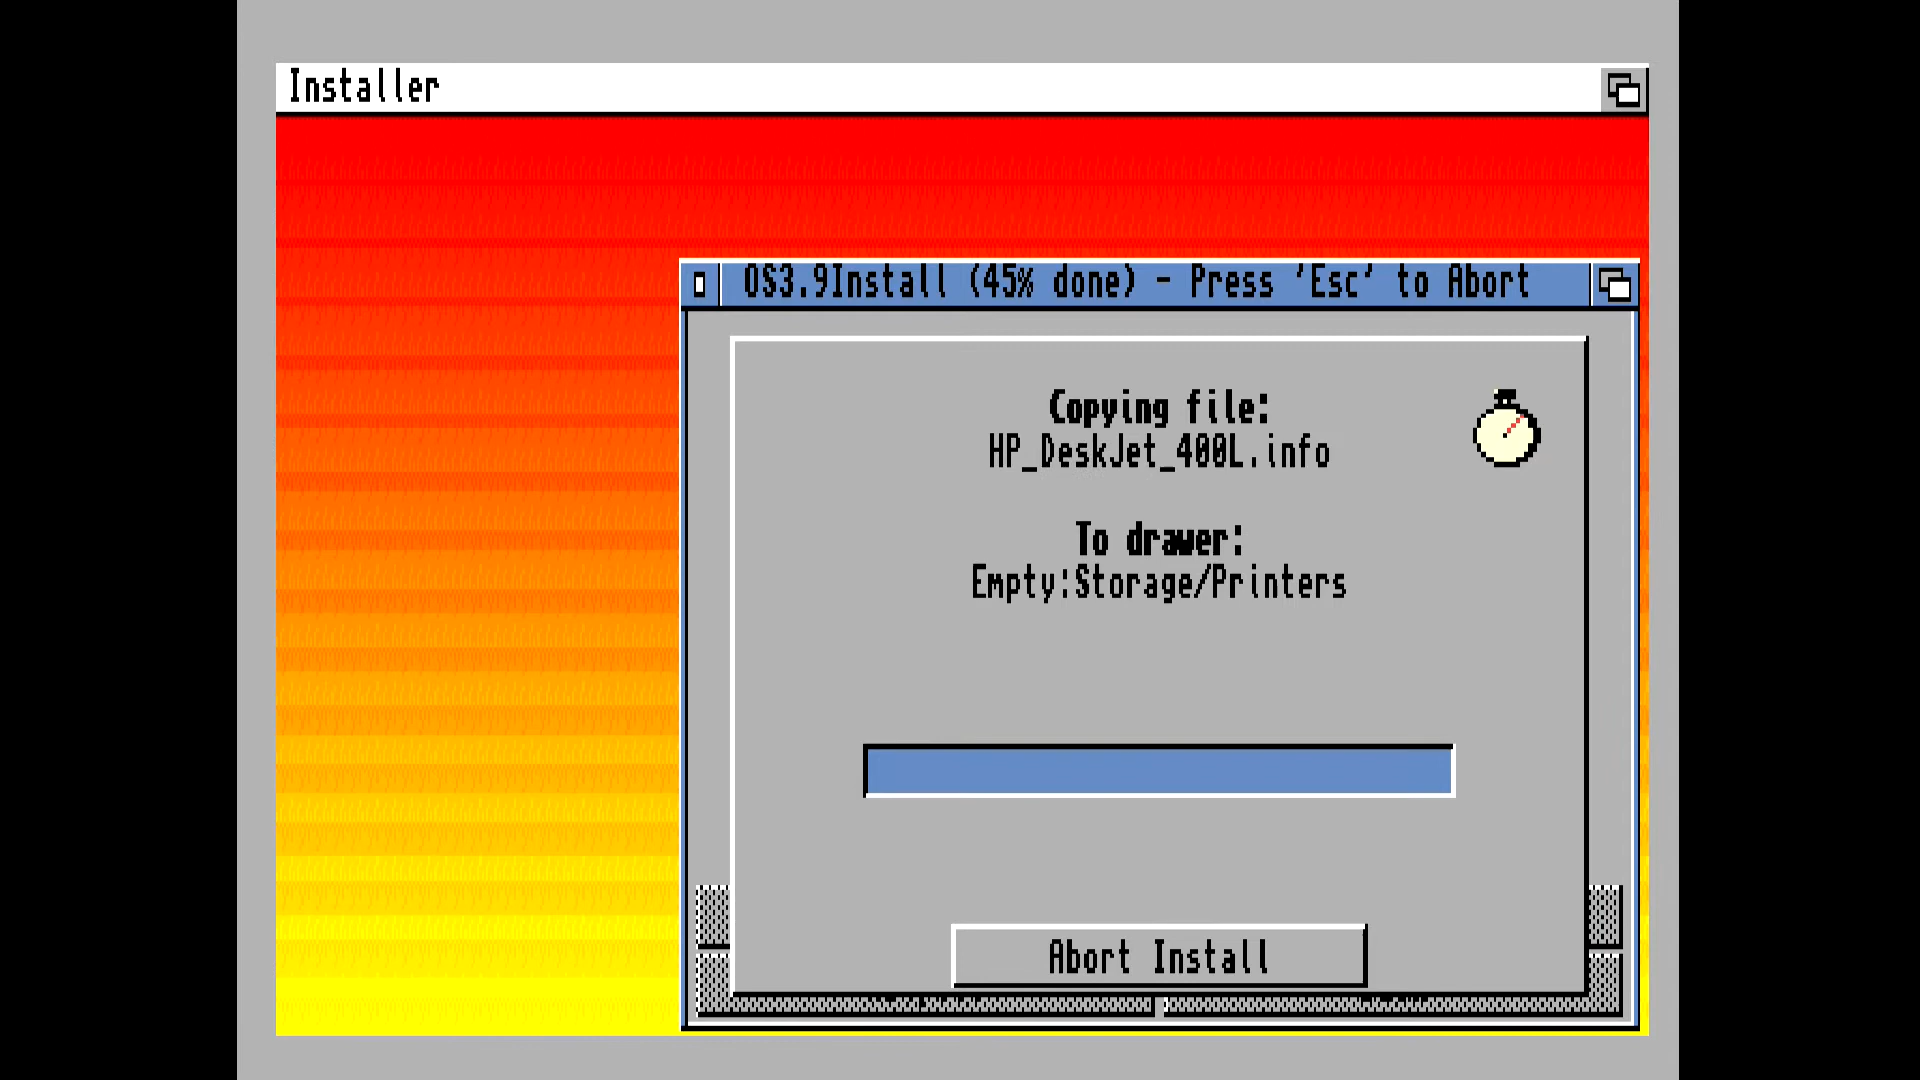 Installer
OS3.9Install (45% done) - Press 'Esc' to Abort
Copying file:
HP_DeskJet_400L.info
To drawer:
Empty:Storage/Printers
Abort Install